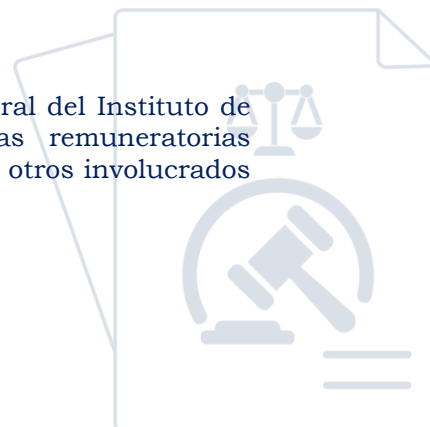 ral del Instituto de
as remuneratorias
otros involucrados